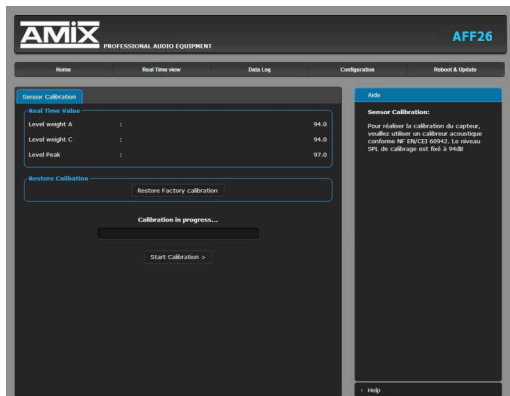 AMIX
PROFESSIONAL AUDIO EQUIPMENT
AFF26
Home Real Time view Data Log Configuration Reboot & Update
Sensor Calibration
Real Time Value
Level weight A : 94.0
Level weight C : 94.0
Level Peak : 97.0
Restore Calibation
Restore Factory calibration
Calibration in progress...
Start Calibration >
Aide
Sensor Calibration:
Pour réaliser la calibration du capteur,
veuillez utiliser un calibreur acoustique
conforme NF EN/CEI 60942. Le niveau
SPL de calibrage est fixé à 94dB
Help